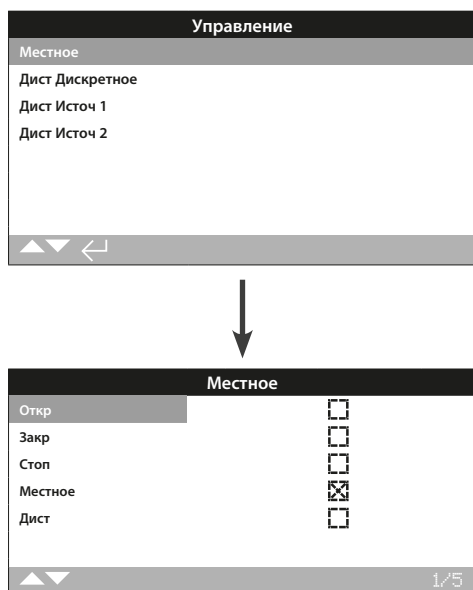 Управление
Местное
Дист Дискретное
Дист Источ 1
Дист Источ 2
Местное
Откр
Закр
Стоп
Местное
Дист
1/5